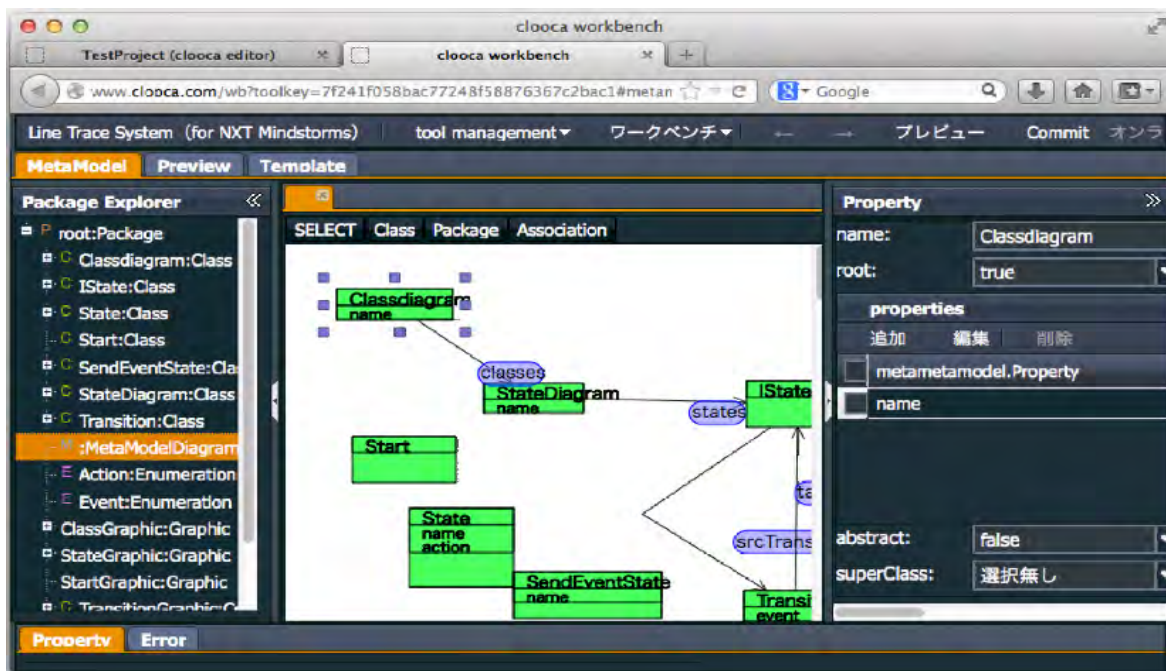 clooca workbench
TestProject (clooca editor)
clooca workbench
www.clooca.com/wb?toolkey=7f241f058bac77248f58876367c2bac1#metan
Google
Line Trace System (for NXT Mindstorms)
tool management▼
ワークベンチ▼
← →
プレビュー
Commit
オンラ
MetaModel
Preview
Template
Package Explorer
root:Package
Classdiagram:Class
IState:Class
State:Class
Start:Class
SendEventState:Cla
StateDiagram:Class
Transition:Class
:MetaModelDiagram
Action:Enumeration
Event:Enumeration
ClassGraphic:Graphic
StateGraphic:Graphic
StartGraphic:Graphic
TransitionGraphic:C
SELECT Class Package Association
Classdiagram
name
classes
StateDiagram
name
states
IState
Start
State
name
action
SendEventState
name
ta
srcTrans
Transi
event
Property
name: Classdiagram
root: true
properties
追加 編集 削除
metametamodel.Property
name
abstract: false
superClass: 選択無し
Property
Error